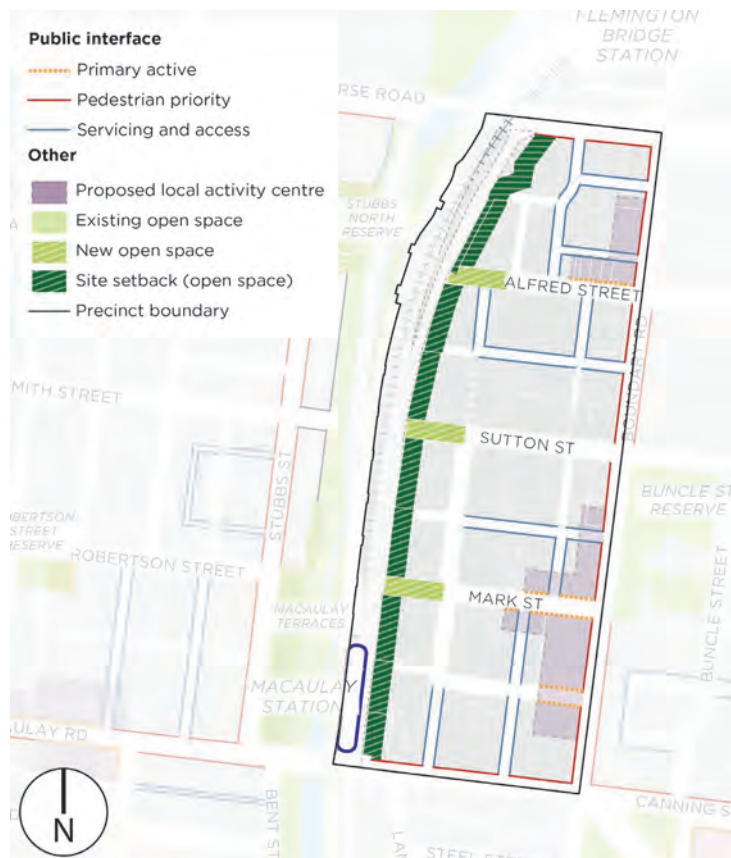 Public interface
Primary active
Pedestrian priority
Servicing and access
Other
Proposed local activity centre
Existing open space
New open space
Site setback (open space)
Precinct boundary
FLEMINGTON
BRIDGE
STATION
RSE ROAD
STUBBS
NORTH
RESERVE
ALFRED STREET
BOUNDARY RD
MITH STREET
STUBBS ST
SUTTON ST
BUNCLE ST
RESERVE
OBERTSON
STREET
RESERVE
ROBERTSON STREET
MACAULAY
TERRACES
MARK ST
BUNCLE STREET
MACAULAY
STATION
ULAY RD
BENT ST
CANNING S
LAN
N